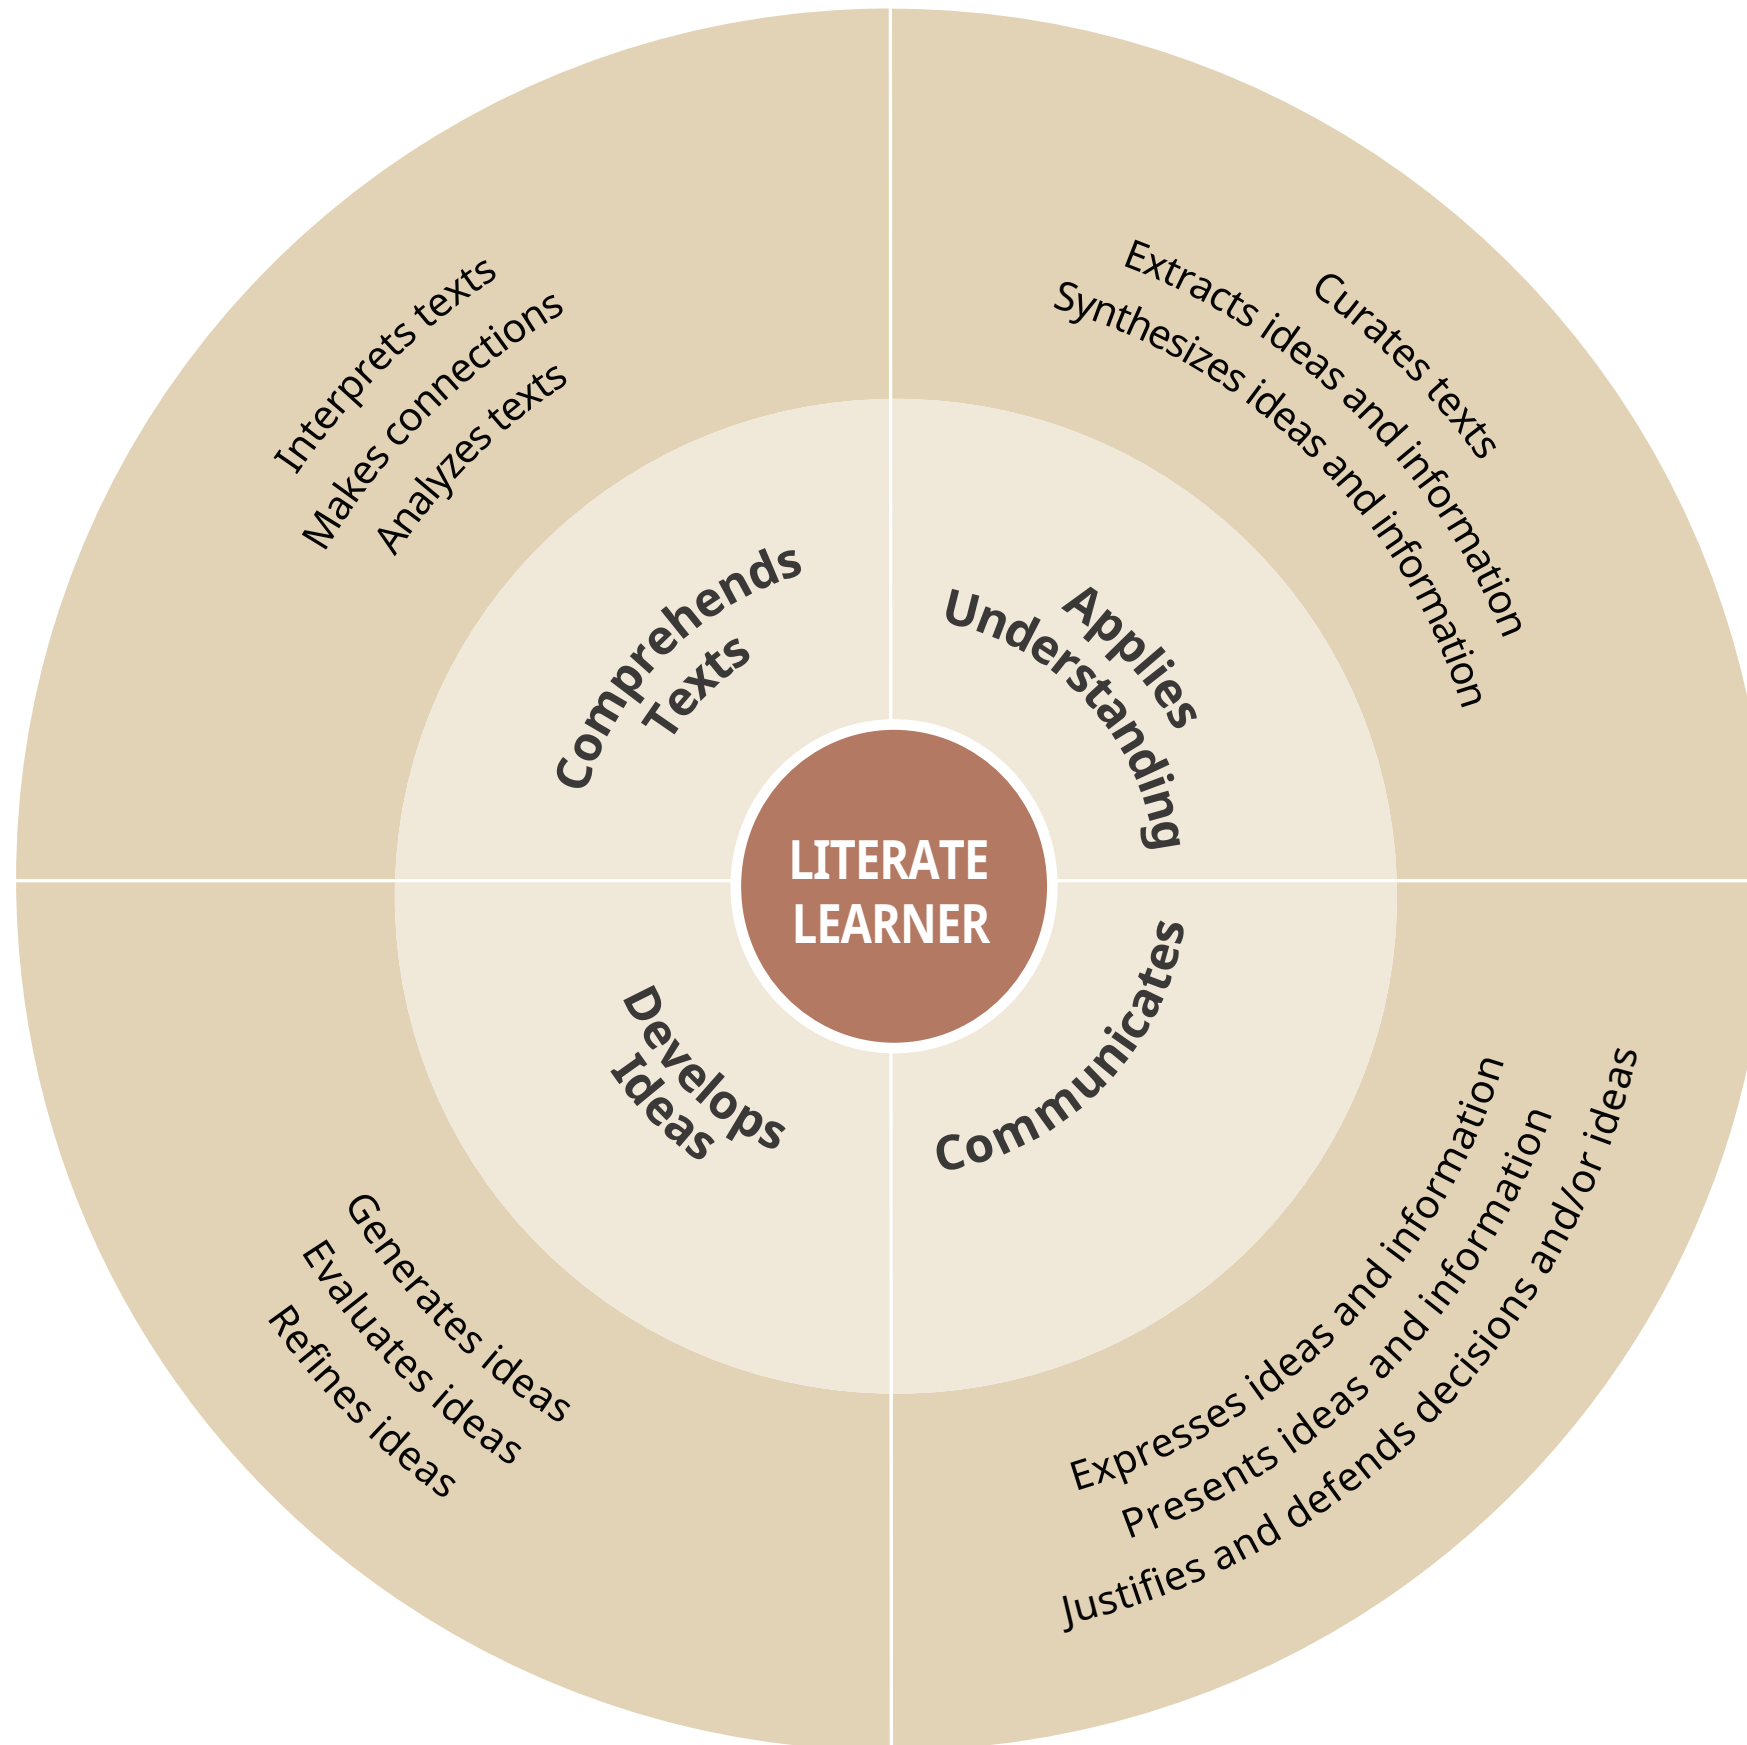 Interprets texts
Makes connections
Analyzes texts
Comprehends
Texts
Curates texts
Extracts ideas and information
Synthesizes ideas and information
Applies
Understanding
LITERATE
LEARNER
Develops
Ideas
Generates ideas
Evaluates ideas
Refines ideas
Communicates
Expresses ideas and information
Presents ideas and information
Justifies and defends decisions and/or ideas